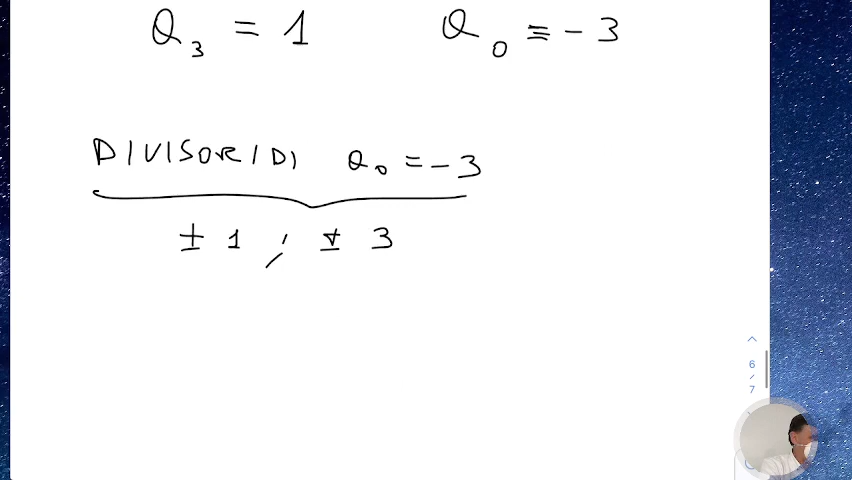 a₃ = 1 a₀ = -3
DIVISORI DI a₀ = -3
± 1 ; ± 3
6
7